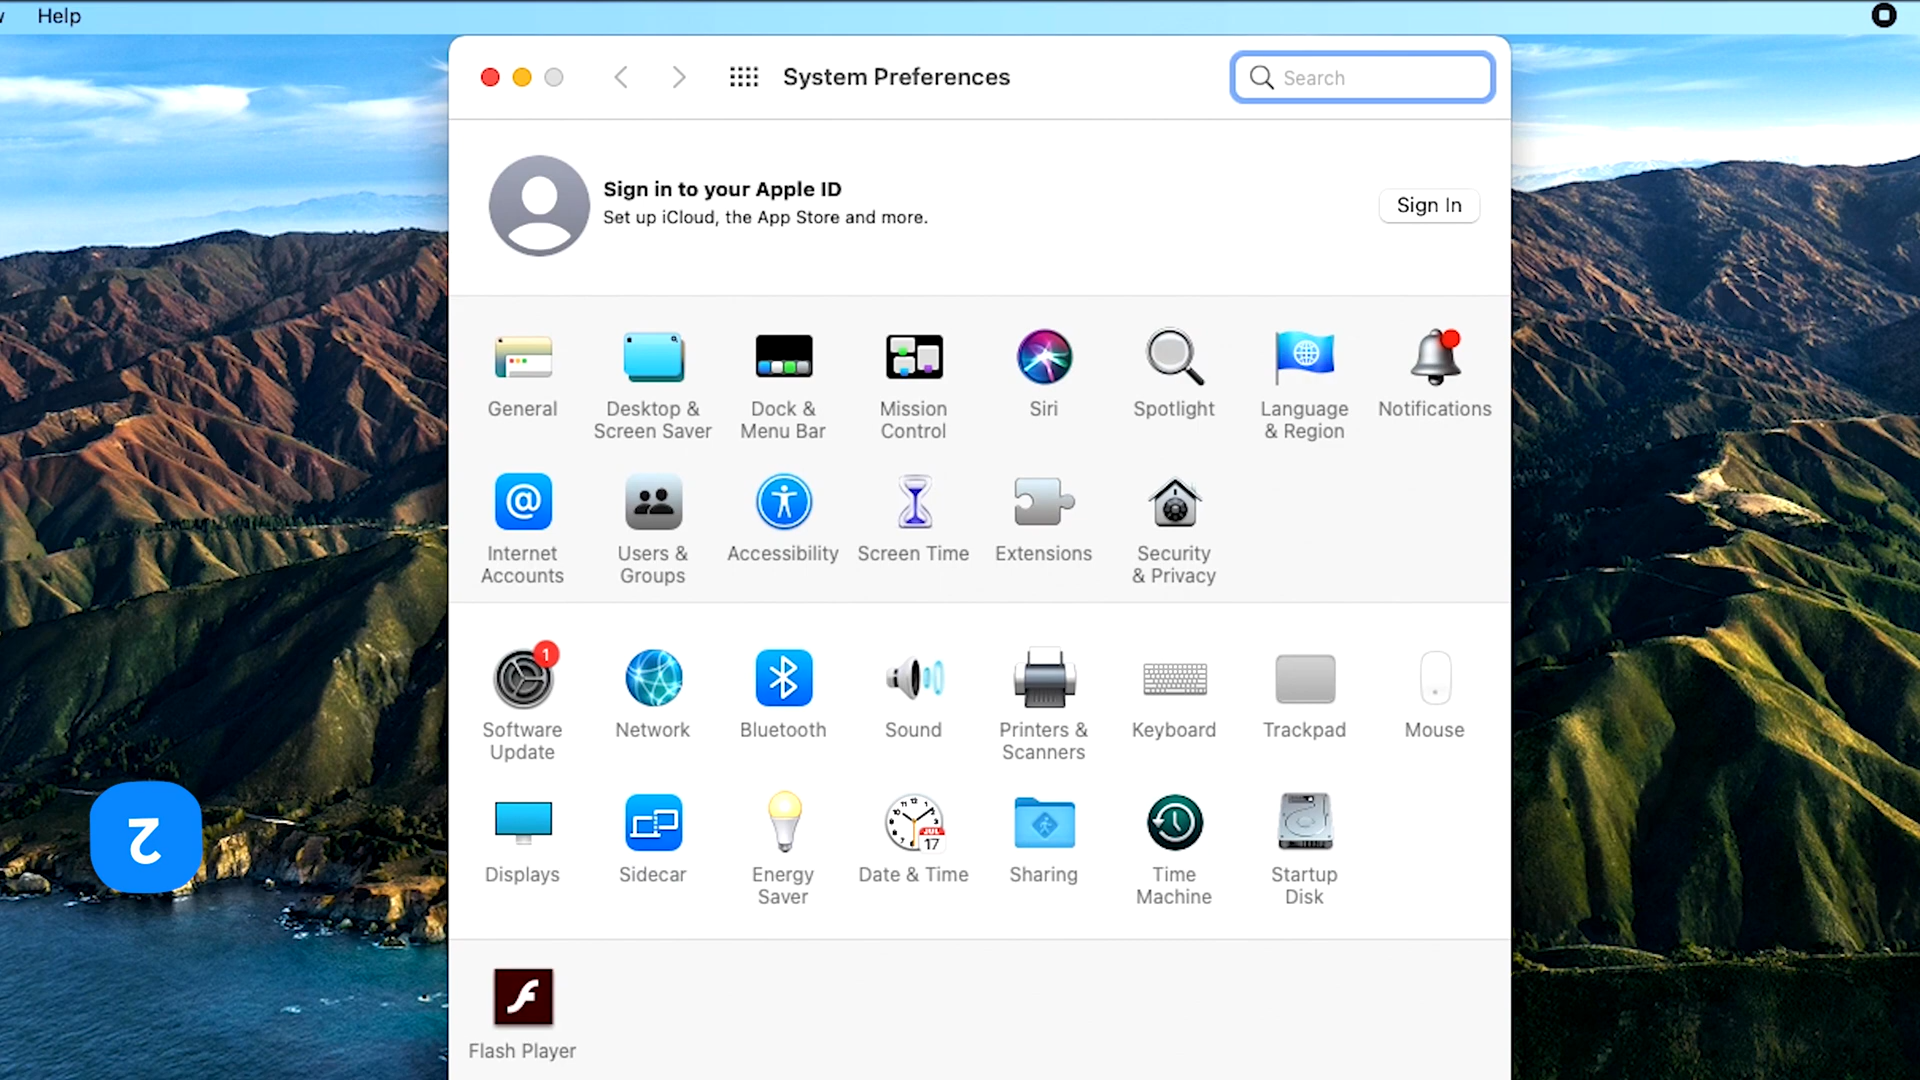 Help
System Preferences
Search
Sign in to your Apple ID
Set up iCloud, the App Store and more.
Sign In
General
Desktop &
Screen Saver
Dock &
Menu Bar
Mission
Control
Siri
Spotlight
Language
& Region
Notifications
Internet
Accounts
Users &
Groups
Accessibility
Screen Time
Extensions
Security
& Privacy
1
Software
Update
Network
Bluetooth
Sound
Printers &
Scanners
Keyboard
Trackpad
Mouse
2
Displays
Sidecar
Energy
Saver
JUL
17
Date & Time
Sharing
Time
Machine
Startup
Disk
Flash Player